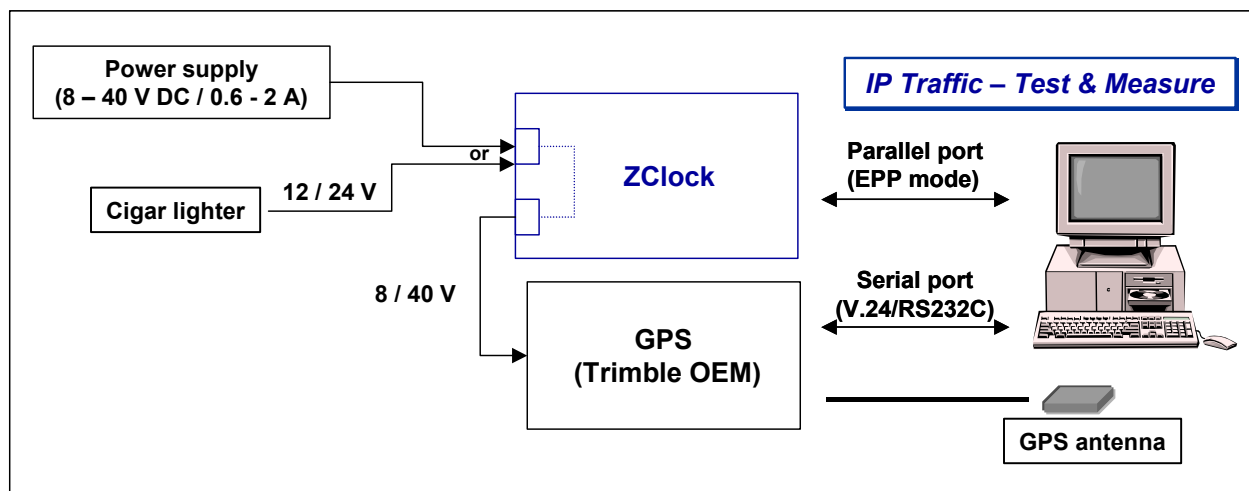 Power supply
(8 – 40 V DC / 0.6 - 2 A)
IP Traffic – Test & Measure
or
ZClock
Parallel port
(EPP mode)
12 / 24 V
Cigar lighter
8 / 40 V
Serial port
(V.24/RS232C)
GPS
(Trimble OEM)
GPS antenna